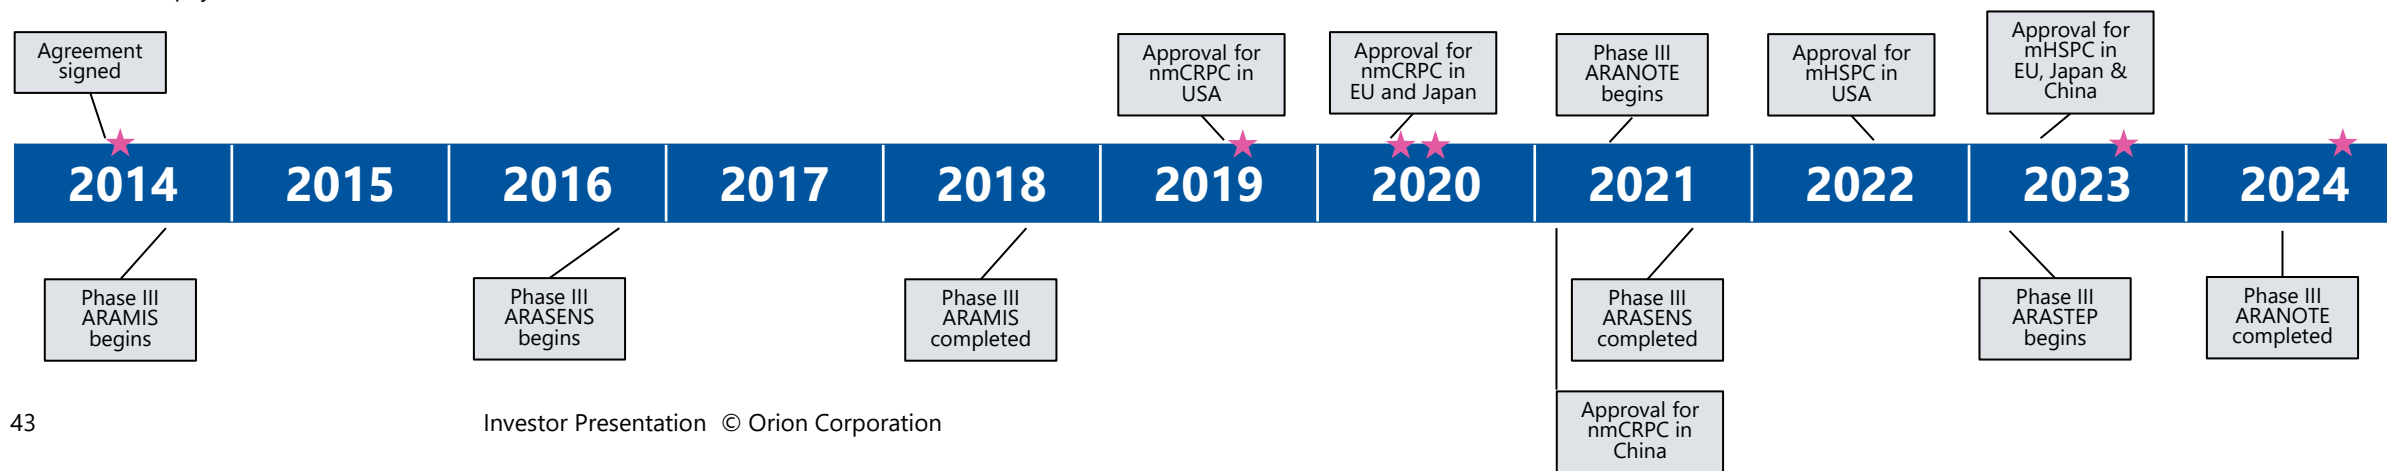 Agreement
signed
Approval for
nmCRPC in
USA
Approval for
nmCRPC in
EU and Japan
Phase III
ARANOTE
begins
Approval for
mHSPC in
USA
Approval for
mHSPC in
EU, Japan &
China
2014
2015
2016
2017
2018
2019
2020
2021
2022
2023
2024
Phase III
ARAMIS
begins
Phase III
ARASENS
begins
Phase III
ARAMIS
completed
Phase III
ARASENS
completed
Phase III
ARASTEP
begins
Phase III
ARANOTE
completed
Approval for
nmCRPC in
China
43
Investor Presentation © Orion Corporation